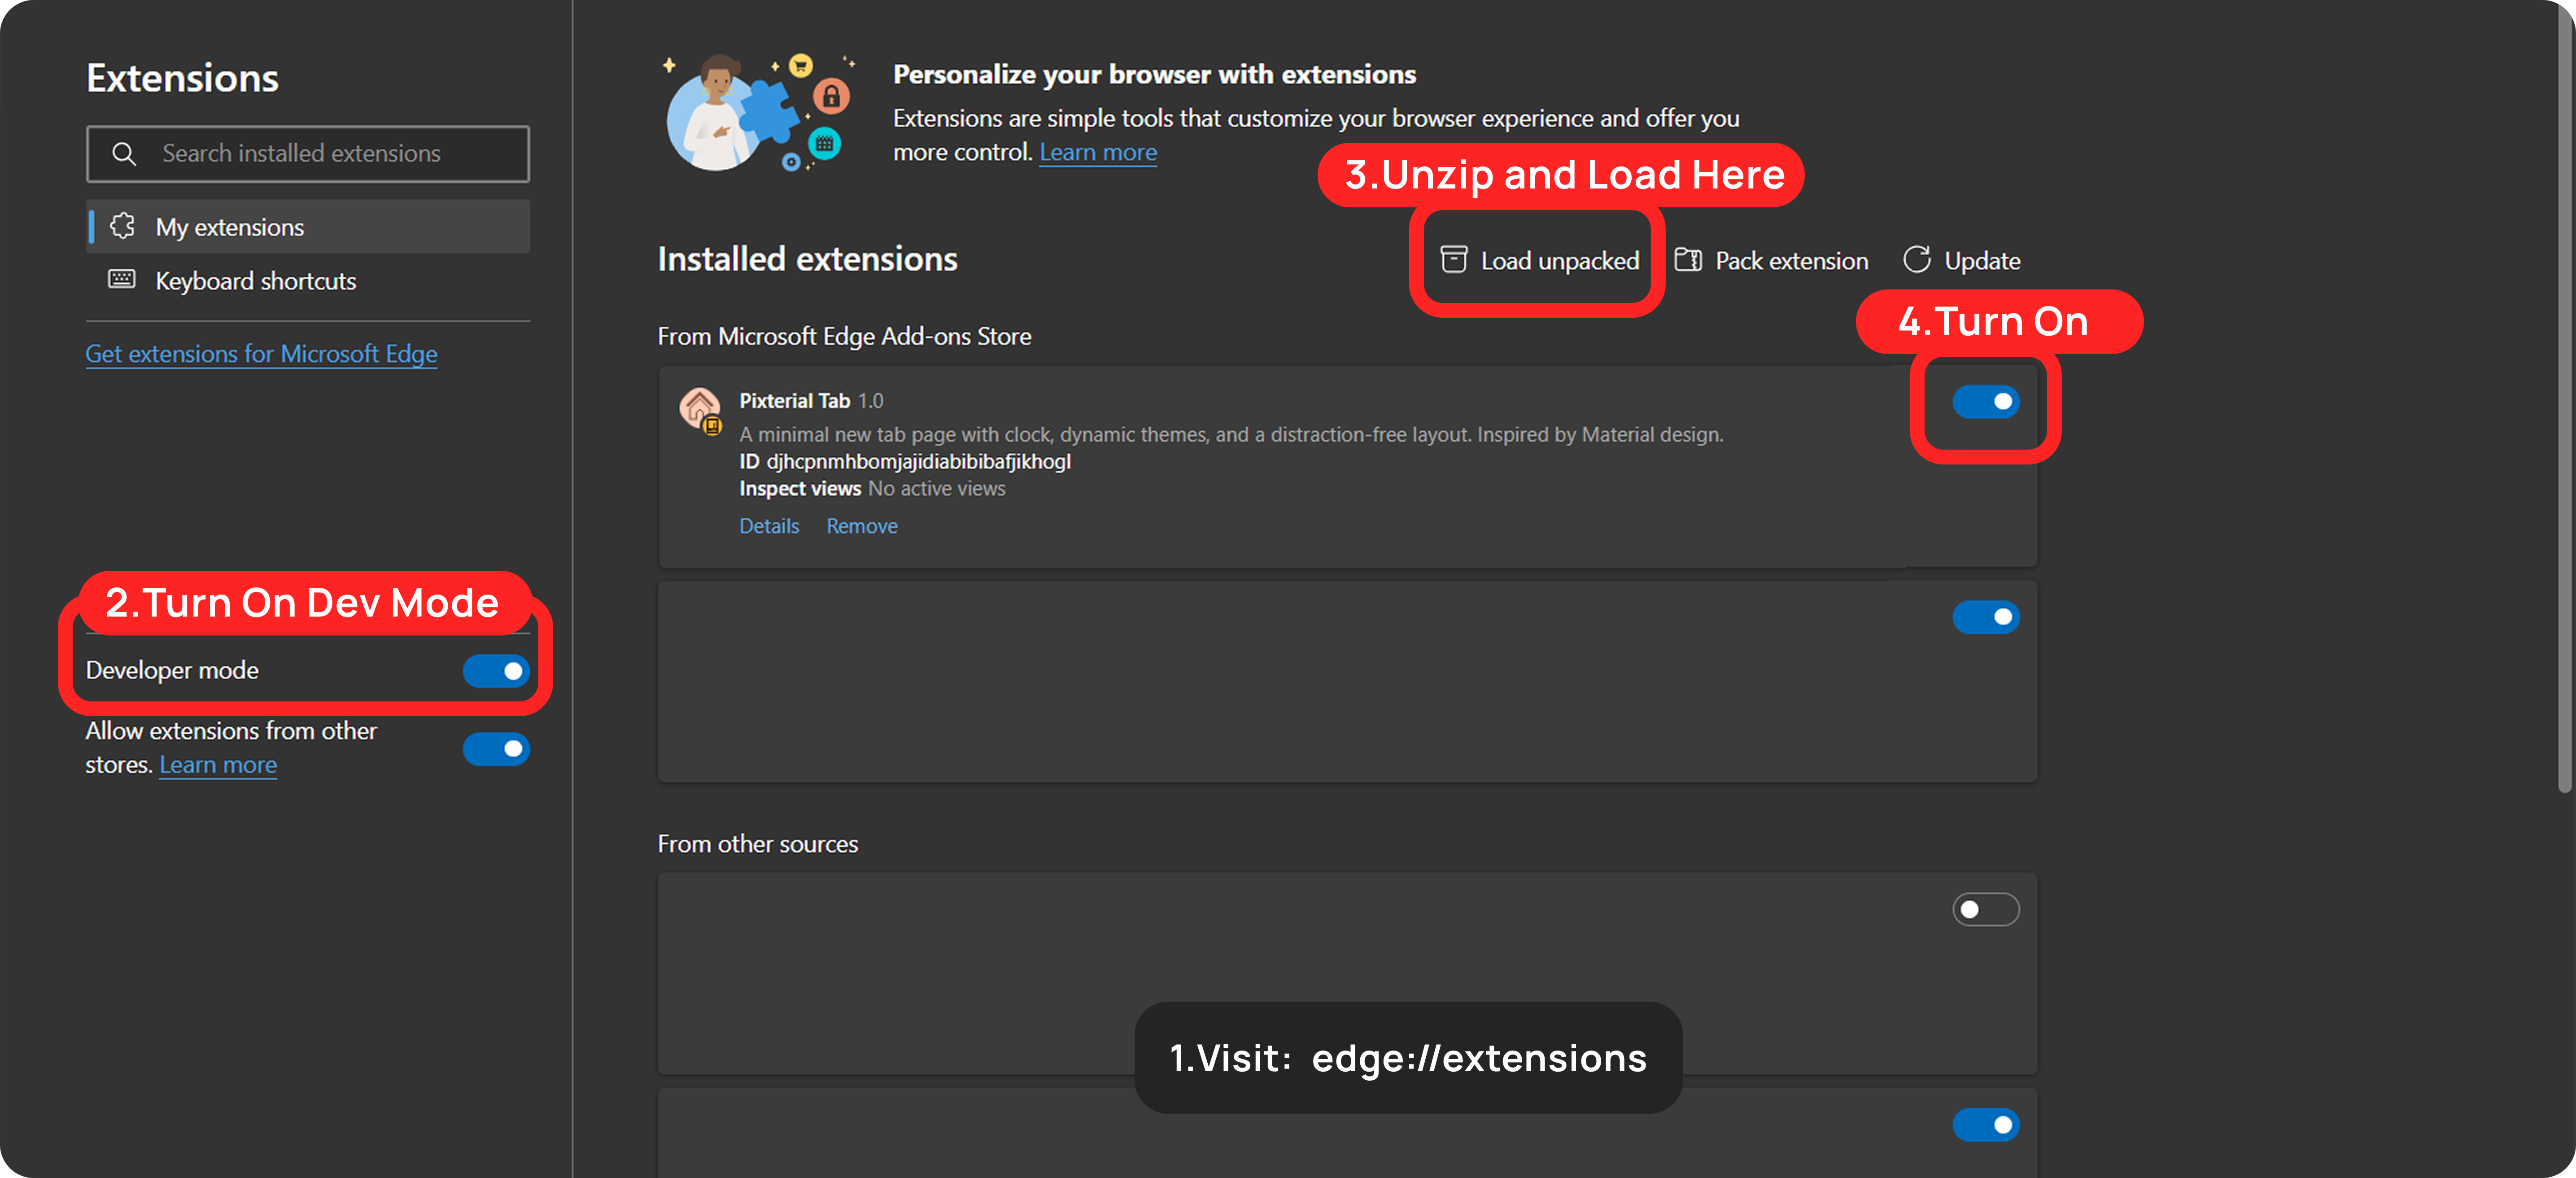 Extensions
Search installed extensions
My extensions
Keyboard shortcuts
Get extensions for Microsoft Edge
2.Turn On Dev Mode
Developer mode
Allow extensions from other
stores. Learn more
Personalize your browser with extensions
Extensions are simple tools that customize your browser experience and offer you
more control. Learn more
3.Unzip and Load Here
Installed extensions
Load unpacked
Pack extension
Update
4.Turn On
From Microsoft Edge Add-ons Store
Pixterial Tab 1.0
A minimal new tab page with clock, dynamic themes, and a distraction-free layout. Inspired by Material design.
ID djhcpnmhbomjajidiabibibafjikhogl
Inspect views No active views
Details Remove
From other sources
1.Visit: edge://extensions